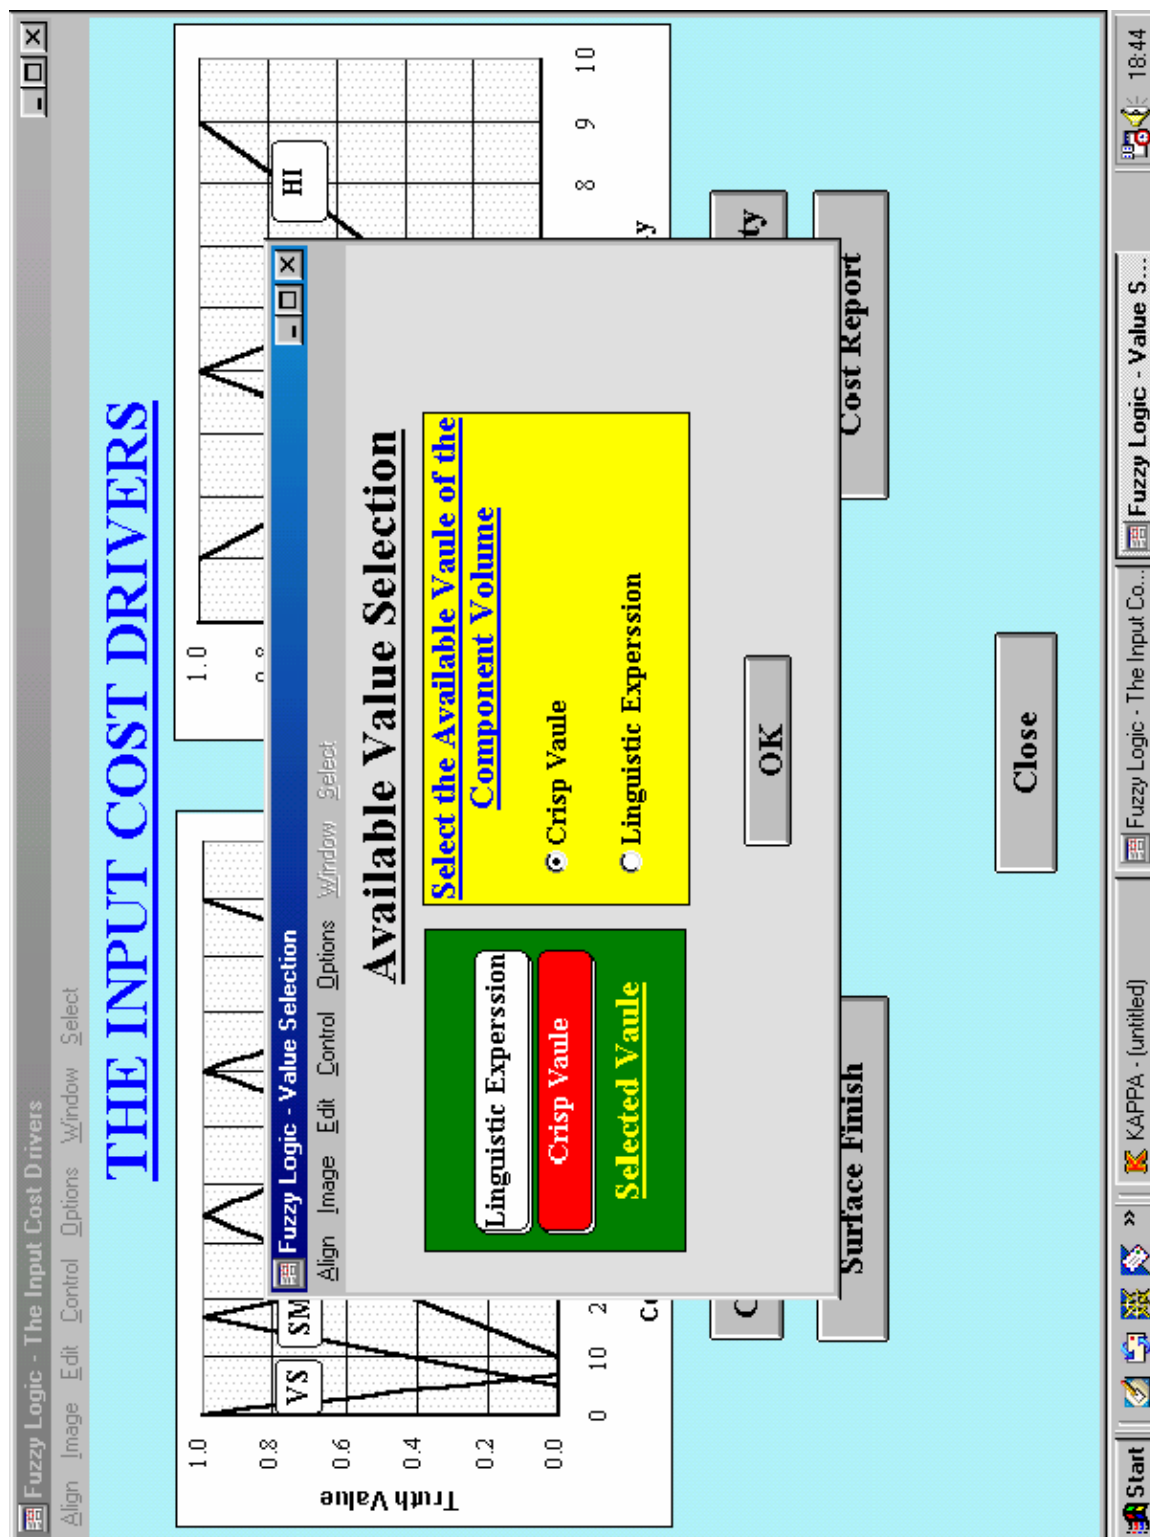 Fuzzy Logic - The Input Cost Drivers
Align Image Edit Control Options Window Select
THE INPUT COST DRIVERS
1.0
0.8
0.6
0.4
0.2
0.0
Truth Value
VS
SM
0
10
2
1.0
HI
8
9
10
y
Fuzzy Logic - Value Selection
Align Image Edit Control Options Window Select
Available Value Selection
Linguistic Experssion
Crisp Vaule
Selected Vaule
Select the Available Vaule of the
Component Volume
Crisp Vaule
Linguistic Experssion
OK
C
ty
Surface Finish
Cost Report
Close
Start
KAPPA - (untitled)
Fuzzy Logic - The Input Co...
Fuzzy Logic - Value S...
18:44